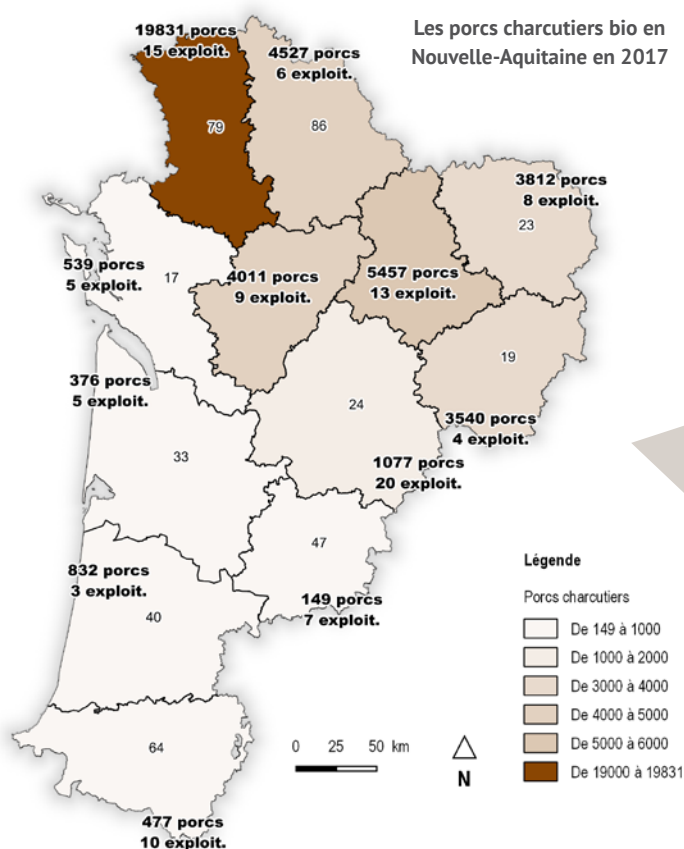 Les porcs charcutiers bio en
Nouvelle-Aquitaine en 2017
19831 porcs
15 exploit.
4527 porcs
6 exploit.
79
86
3812 porcs
8 exploit.
23
539 porcs
5 exploit.
17
4011 porcs
9 exploit.
5457 porcs
13 exploit.
19
376 porcs
5 exploit.
24
3540 porcs
4 exploit.
33
1077 porcs
20 exploit.
47
832 porcs
3 exploit.
149 porcs
7 exploit.
40
64
477 porcs
10 exploit.
0 25 50 km
N
Légende
Porcs charcutiers
De 149 à 1000
De 1000 à 2000
De 3000 à 4000
De 4000 à 5000
De 5000 à 6000
De 19000 à 19831